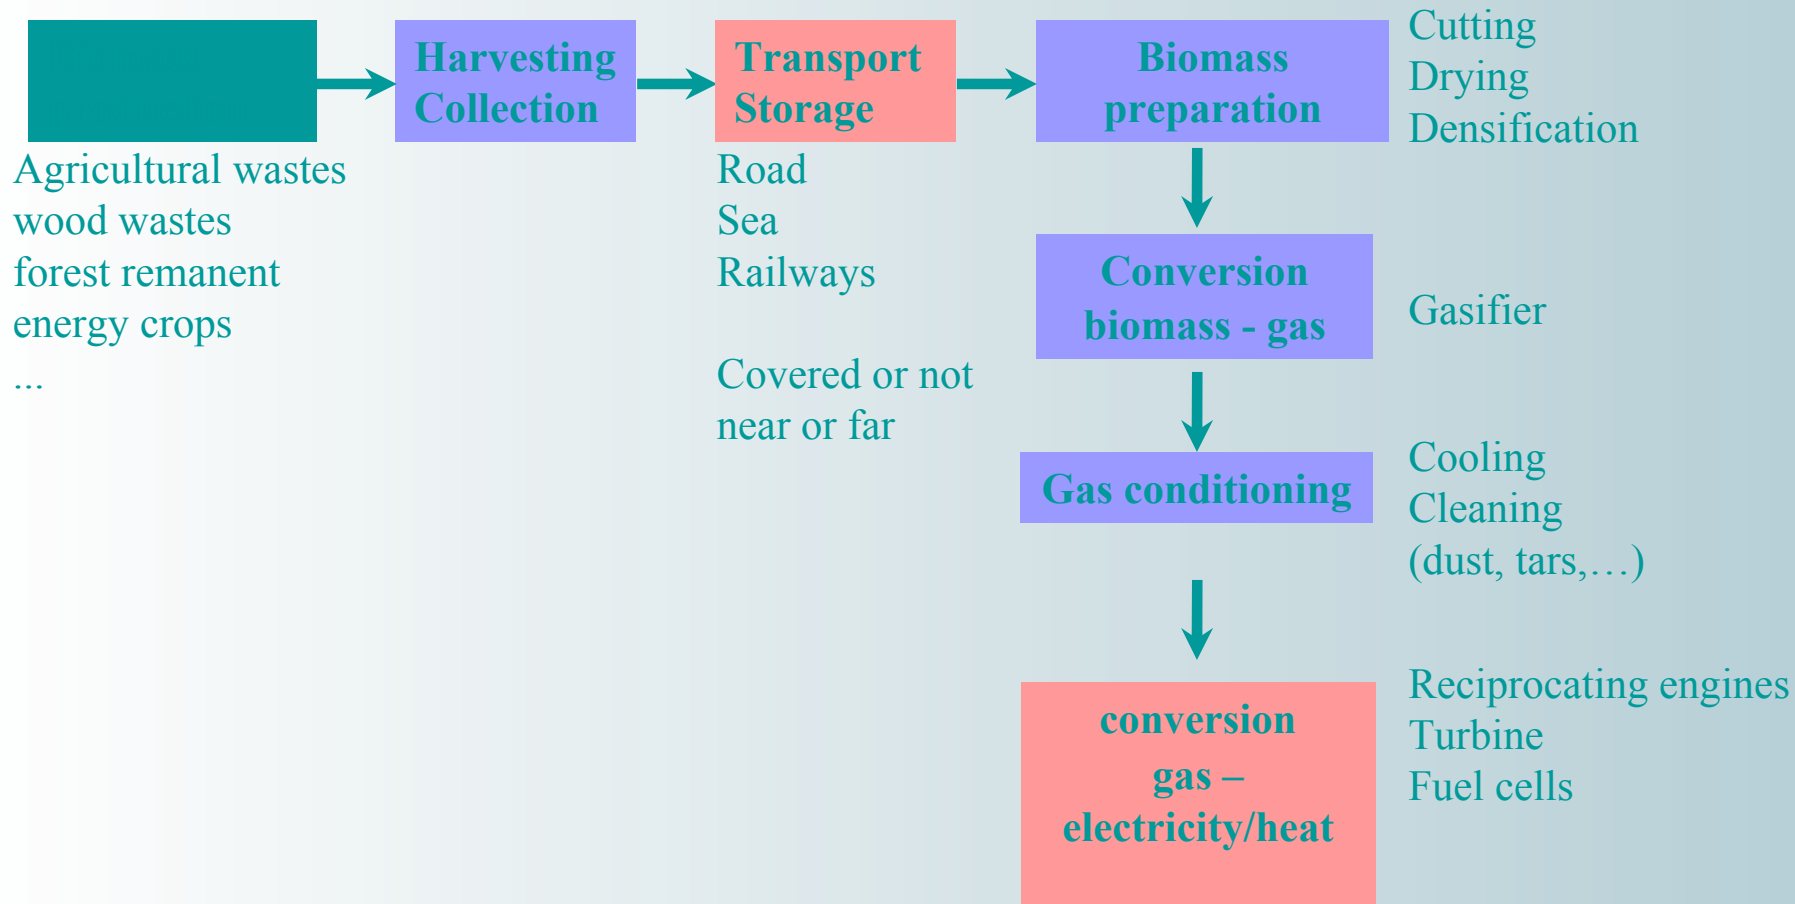 Harvesting
Collection
Transport
Storage
Biomass
preparation
Cutting
Drying
Densification
Agricultural wastes
wood wastes
forest remanent
energy crops
...
Road
Sea
Railways
Covered or not
near or far
Conversion
biomass - gas
Gasifier
Gas conditioning
Cooling
Cleaning
(dust, tars,…)
conversion
gas –
electricity/heat
Reciprocating engines
Turbine
Fuel cells